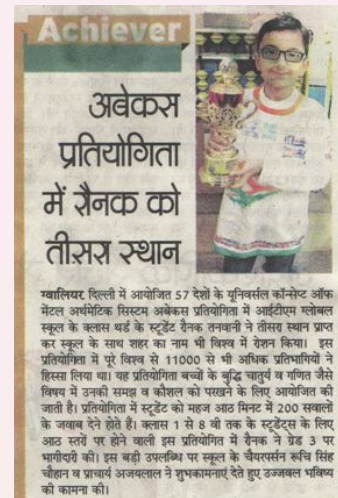 Achiever
अबेकस
प्रतियोगिता
में रौनक को
तीसरा स्थान
ग्वालियर. दिल्ली में आयोजित 57 देशों के यूनिवर्सल कॉन्सेप्ट ऑफ
मेंटल अर्थमेटिक सिस्टम अबेकस प्रतियोगिता में आईटीएम ग्लोबल
स्कूल के क्लास थर्ड के स्टूडेंट रौनक तनवानी ने तीसरा स्थान प्राप्त
कर स्कूल के साथ शहर का नाम भी विश्व में रोशन किया। इस
प्रतियोगिता में पूरे विश्व से 11000 से भी अधिक प्रतिभागियों ने
हिस्सा लिया था। यह प्रतियोगिता बच्चों के बुद्धि चातुर्य व गणित जैसे
विषय में उनकी समझ व कौशल को परखने के लिए आयोजित की
जाती है। प्रतियोगिता में स्टूडेंट को महज आठ मिनट में 200 सवालों
के जवाब देने होते हैं। क्लास 1 से 8 वी तक के स्टूडेंट्स के लिए
आठ स्तरों पर होने वाली इस प्रतियोगिता में रौनक ने ग्रेड 3 पर
भागीदारी की। इस बड़ी उपलब्धि पर स्कूल के चैयरपर्सन रूचि सिंह
चौहान व प्राचार्य अजयलाल ने शुभकामनाएं देते हुए उज्जवल भविष्य
की कामना की।